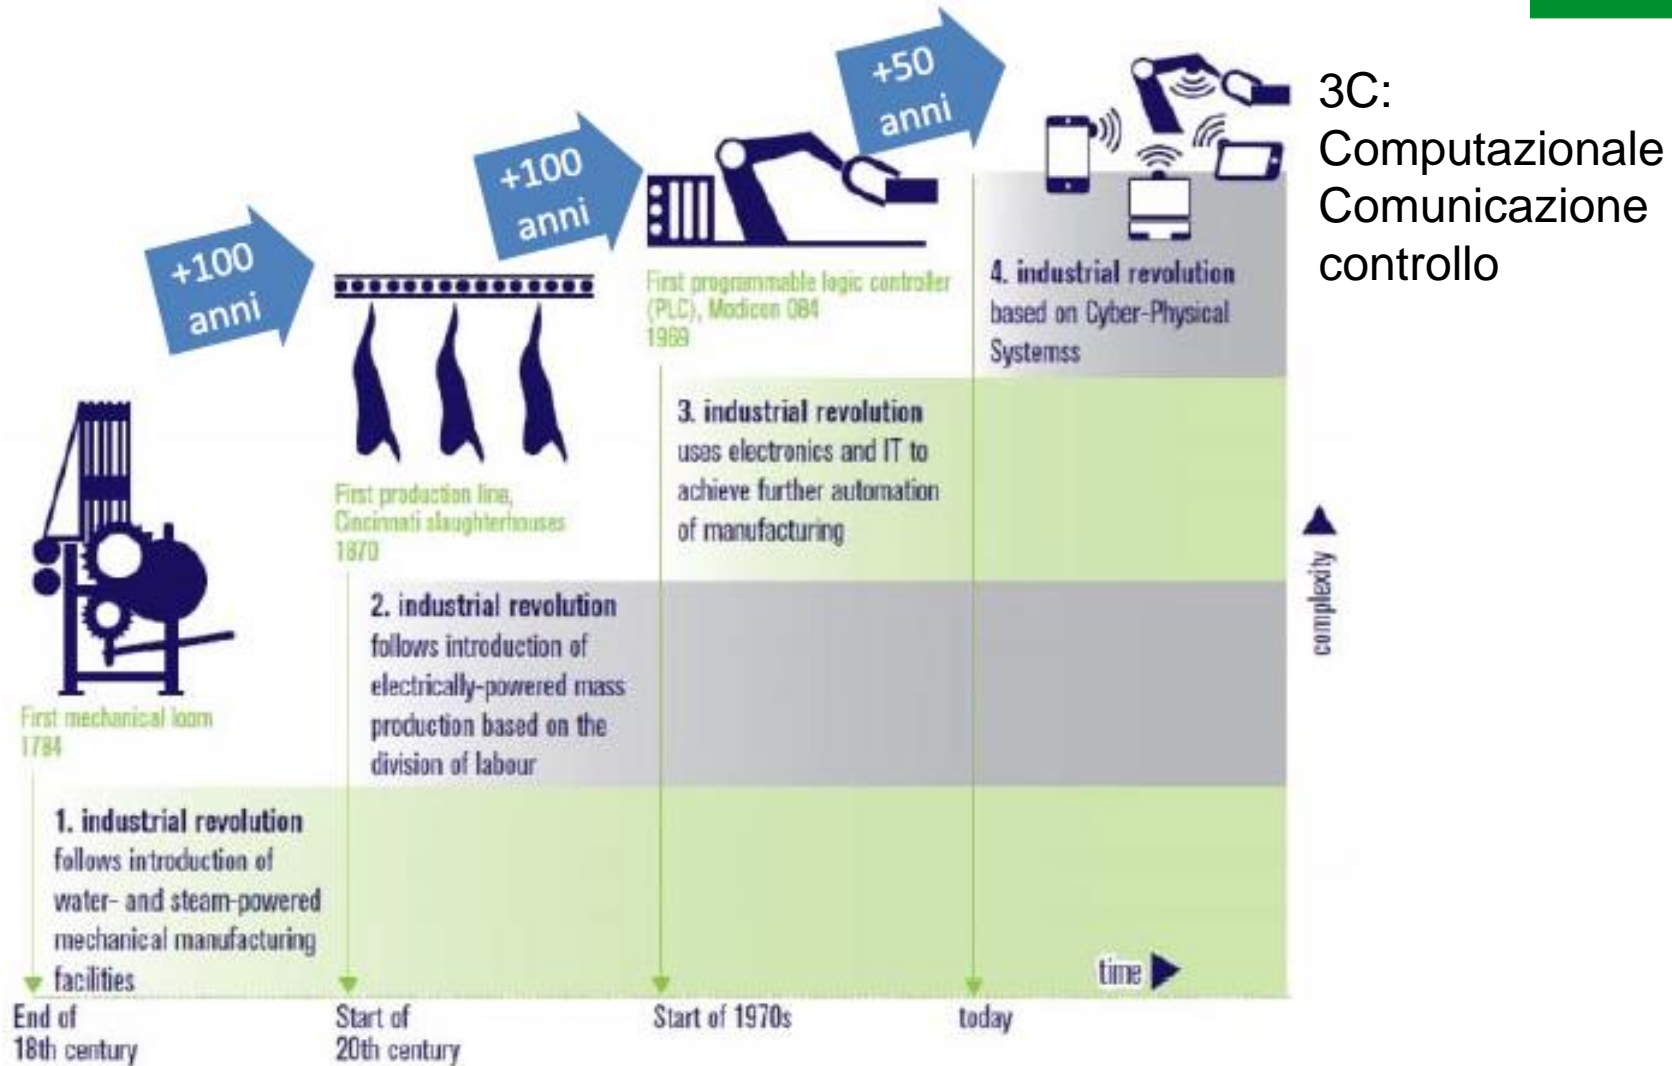 +50
anni
3C:
Computazionale
Comunicazione
controllo
+100
anni
First programmable logic controller
(PLC), Modicon 084
1969
4. industrial revolution
based on Cyber-Physical
Systemss
+100
anni
3. industrial revolution
uses electronics and IT to
achieve further automation
of manufacturing
First production line,
Cincinnati slaughterhouses
1870
complexity
2. industrial revolution
follows introduction of
electrically-powered mass
production based on the
division of labour
First mechanical loom
1784
1. industrial revolution
follows introduction of
water- and steam-powered
mechanical manufacturing
facilities
time
End of
18th century
Start of
20th century
Start of 1970s
today